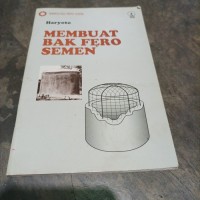 Haryoto
MEMBUAT
BAK FERO
SEMEN